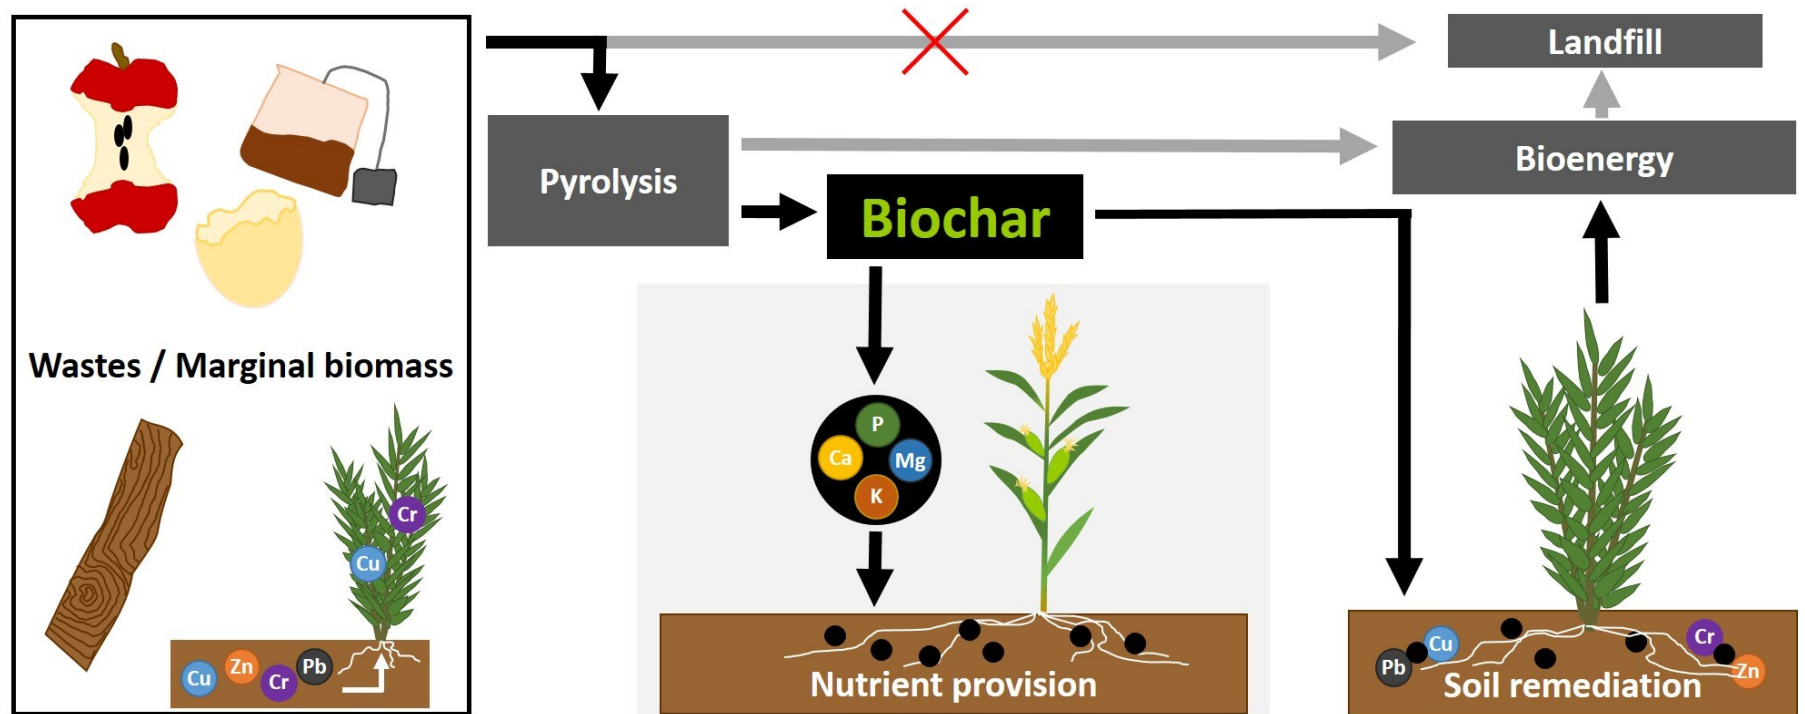 Wastes / Marginal biomass
Cr
Cu
Cu
Zn
Cr
Pb
Landfill
Pyrolysis
Bioenergy
Biochar
P
Ca
Mg
K
Nutrient provision
Cu
Pb
Cr
Zn
Soil remediation